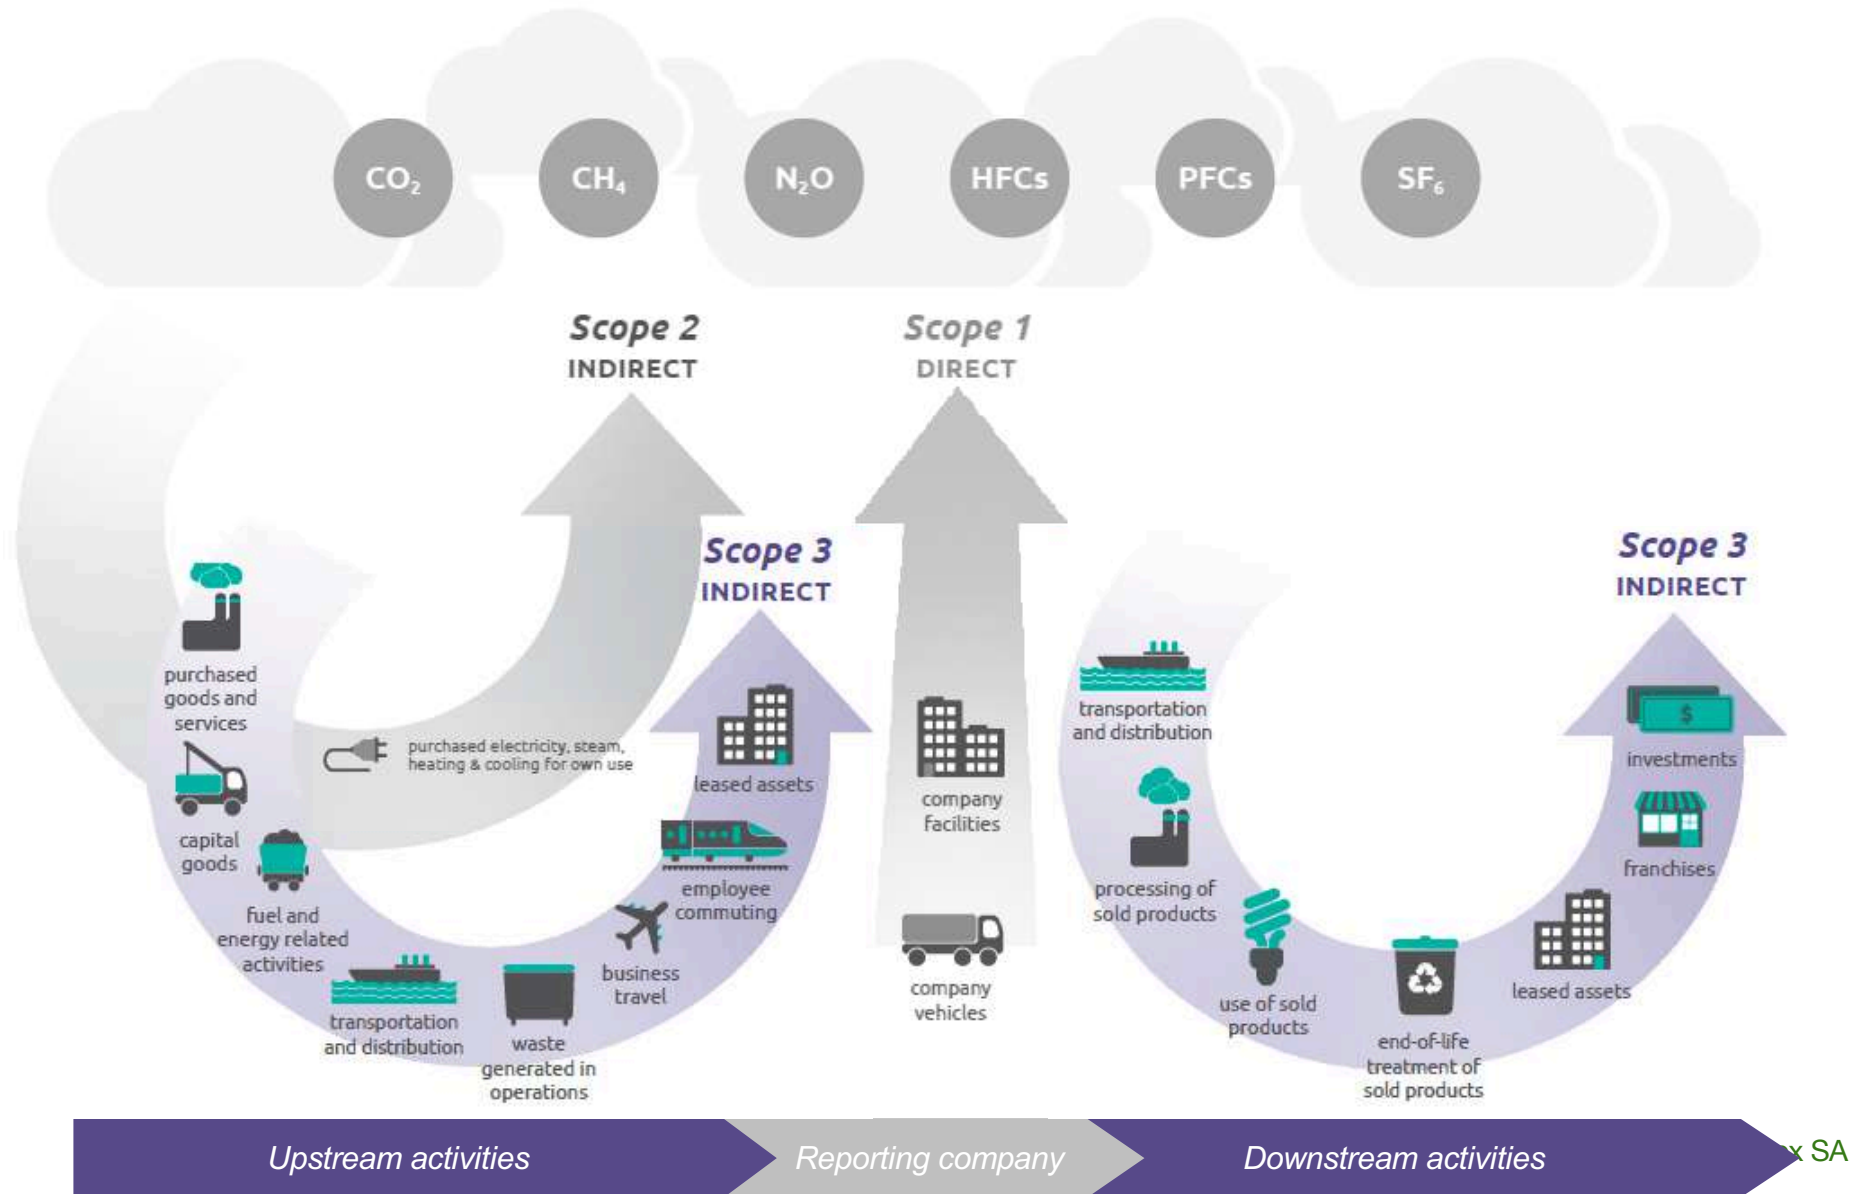 CO₂
CH₄
N₂O
HFCs
PFCs
SF₆
Scope 2
INDIRECT
Scope 1
DIRECT
Scope 3
INDIRECT
Scope 3
INDIRECT
purchased
goods and
services
capital
goods
fuel and
energy related
activities
transportation
and distribution
waste
generated in
operations
business
travel
employee
commuting
leased assets
purchased electricity, steam,
heating & cooling for own use
company
facilities
company
vehicles
transportation
and distribution
processing of
sold products
use of sold
products
end-of-life
treatment of
sold products
leased assets
franchises
investments
$
Upstream activities
Reporting company
Downstream activities
SA